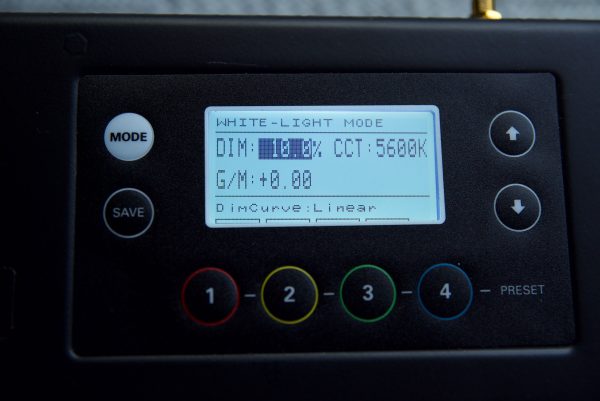 WHITE-LIGHT MODE
DIM: 10.0% CCT:5600K
G/M:+0.00
DimCurve:Linear
MODE
SAVE
1 - 2 - 3 - 4 - PRESET